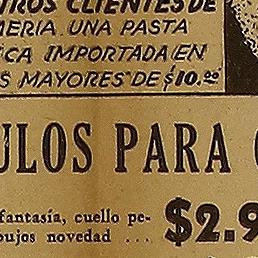 TROS CLIENTES DE
MERIA UNA PASTA
CA IMPORTADA EN
S MAYORES DE $10.00
ULOS PARA
fantasía, cuello pe-
bujos novedad ... $2.9